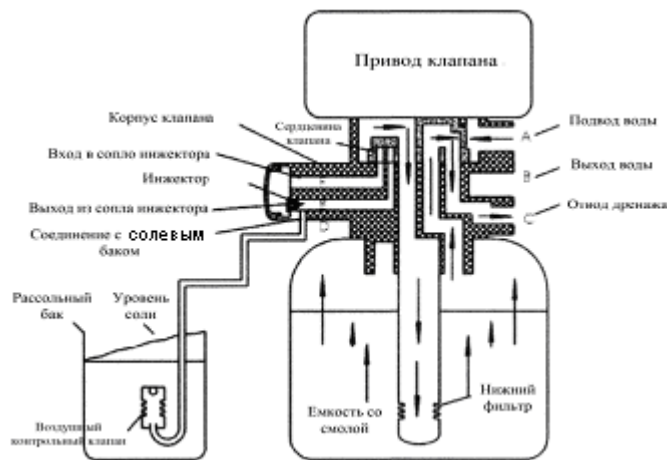 Привод клапана
Корпус клапана
Сердцевина
клапана
Подвод воды
A
Вход в сопло инжектора
Инжектор
B
Выход воды
Выход из сопла инжектора
Отвод дренажа
C
Соединение с солевым
баком
D
Рассольный
бак
Уровень
соли
Воздушный
контрольный клапан
Емкость со
смолой
Нижний
фильтр